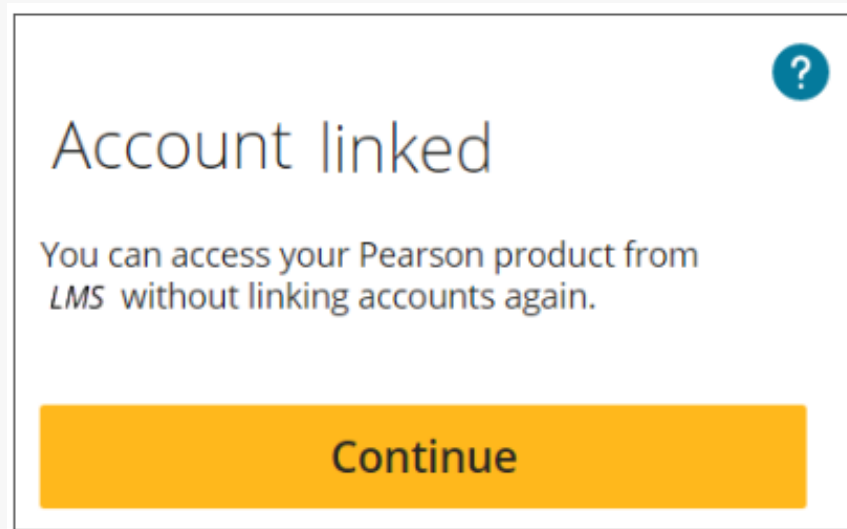 ?
Account linked
You can access your Pearson product from
LMS without linking accounts again.
Continue